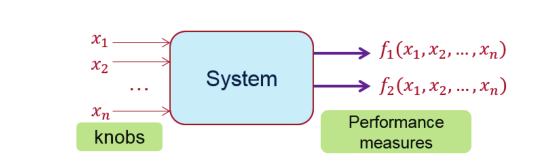 x₁
x₂
...
xₙ
knobs
System
f₁(x₁, x₂, ..., xₙ)
f₂(x₁, x₂, ..., xₙ)
Performance
measures